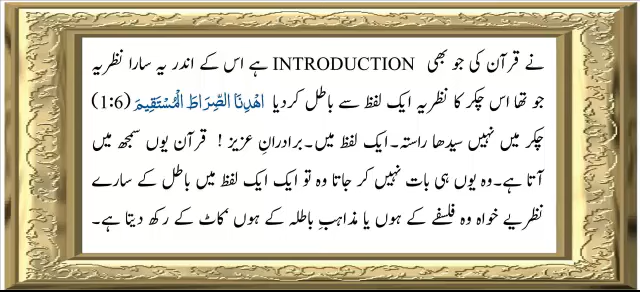 نے قرآن کی جو بھی INTRODUCTION ہے اس کے اندر یہ سارا نظریہ
جو تھا اس چکر کا نظریہ ایک لفظ سے باطل کر دیا اهْدِنَا الصِّرَاطَ الْمُسْتَقِيمَ (1:6)
چکر میں نہیں سیدھا راستہ۔ ایک لفظ میں۔ برادرانِ عزیز ! قرآن یوں سمجھ میں
آتا ہے۔ وہ یوں ہی بات نہیں کر جاتا وہ تو ایک ایک لفظ میں باطل کے سارے
نظریے خواہ وہ فلسفے کے ہوں یا مذاہبِ باطلہ کے ہوں کاٹ کے رکھ دیتا ہے۔